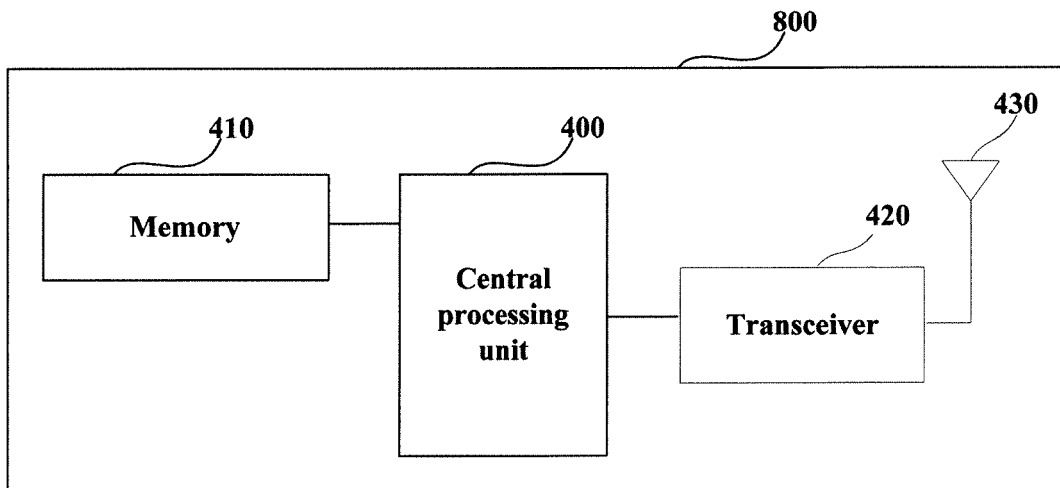 800
410
400
430
Memory
420
Central
processing
unit
Transceiver